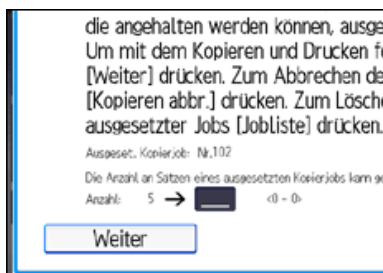 die angehalten werden können, ausge
Um mit dem Kopieren und Drucken fo
[Weiter] drücken. Zum Abbrechen de
[Kopieren abbr.] drücken. Zum Lösche
ausgesetzter Jobs [Jobliste] drücken.
Ausgeset. Kopierjob: Nr.102
Die Anzahl an Sätzen eines ausgesetzten Kopierjobs kann ge
Anzahl: 5 → <0 - 0>
Weiter